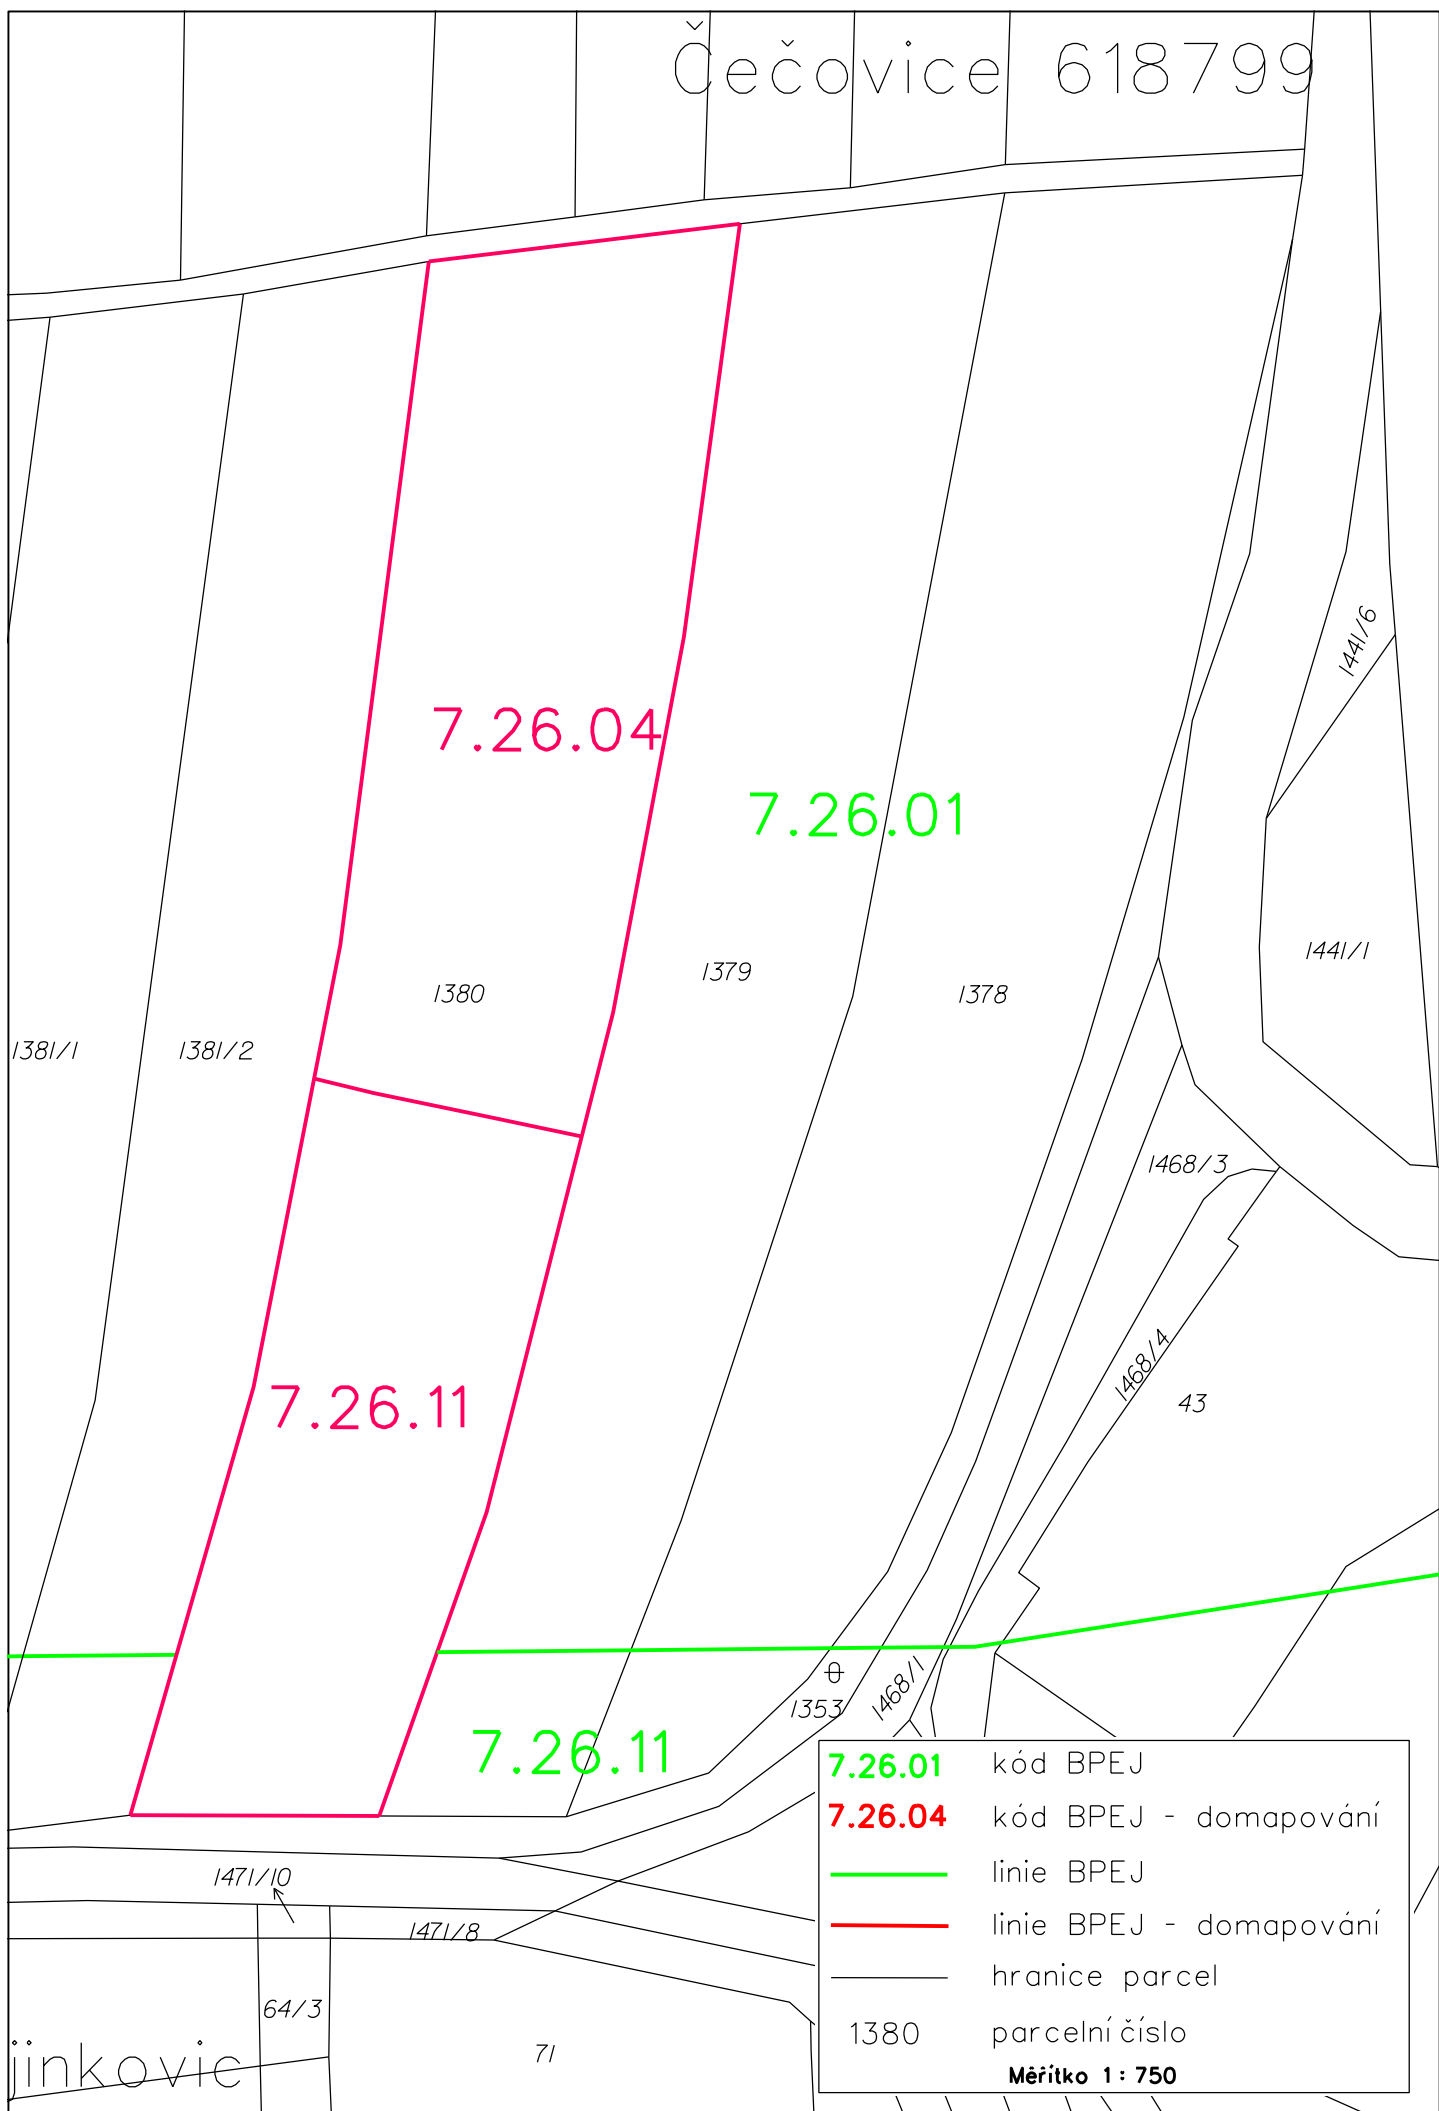 Čečovice 618799
1441/6
7.26.04
7.26.01
1441/1
1379
1380
1378
1381/1
1381/2
1468/3
1468/4
7.26.11
43
1468/1
1353
7.26.11
7.26.01 kód BPEJ
7.26.04 kód BPEJ - domapování
linie BPEJ
linie BPEJ - domapování
hranice parcel
1380 parcelní číslo
Měřítko 1 : 750
1471/10
1471/8
64/3
71
jinkovic